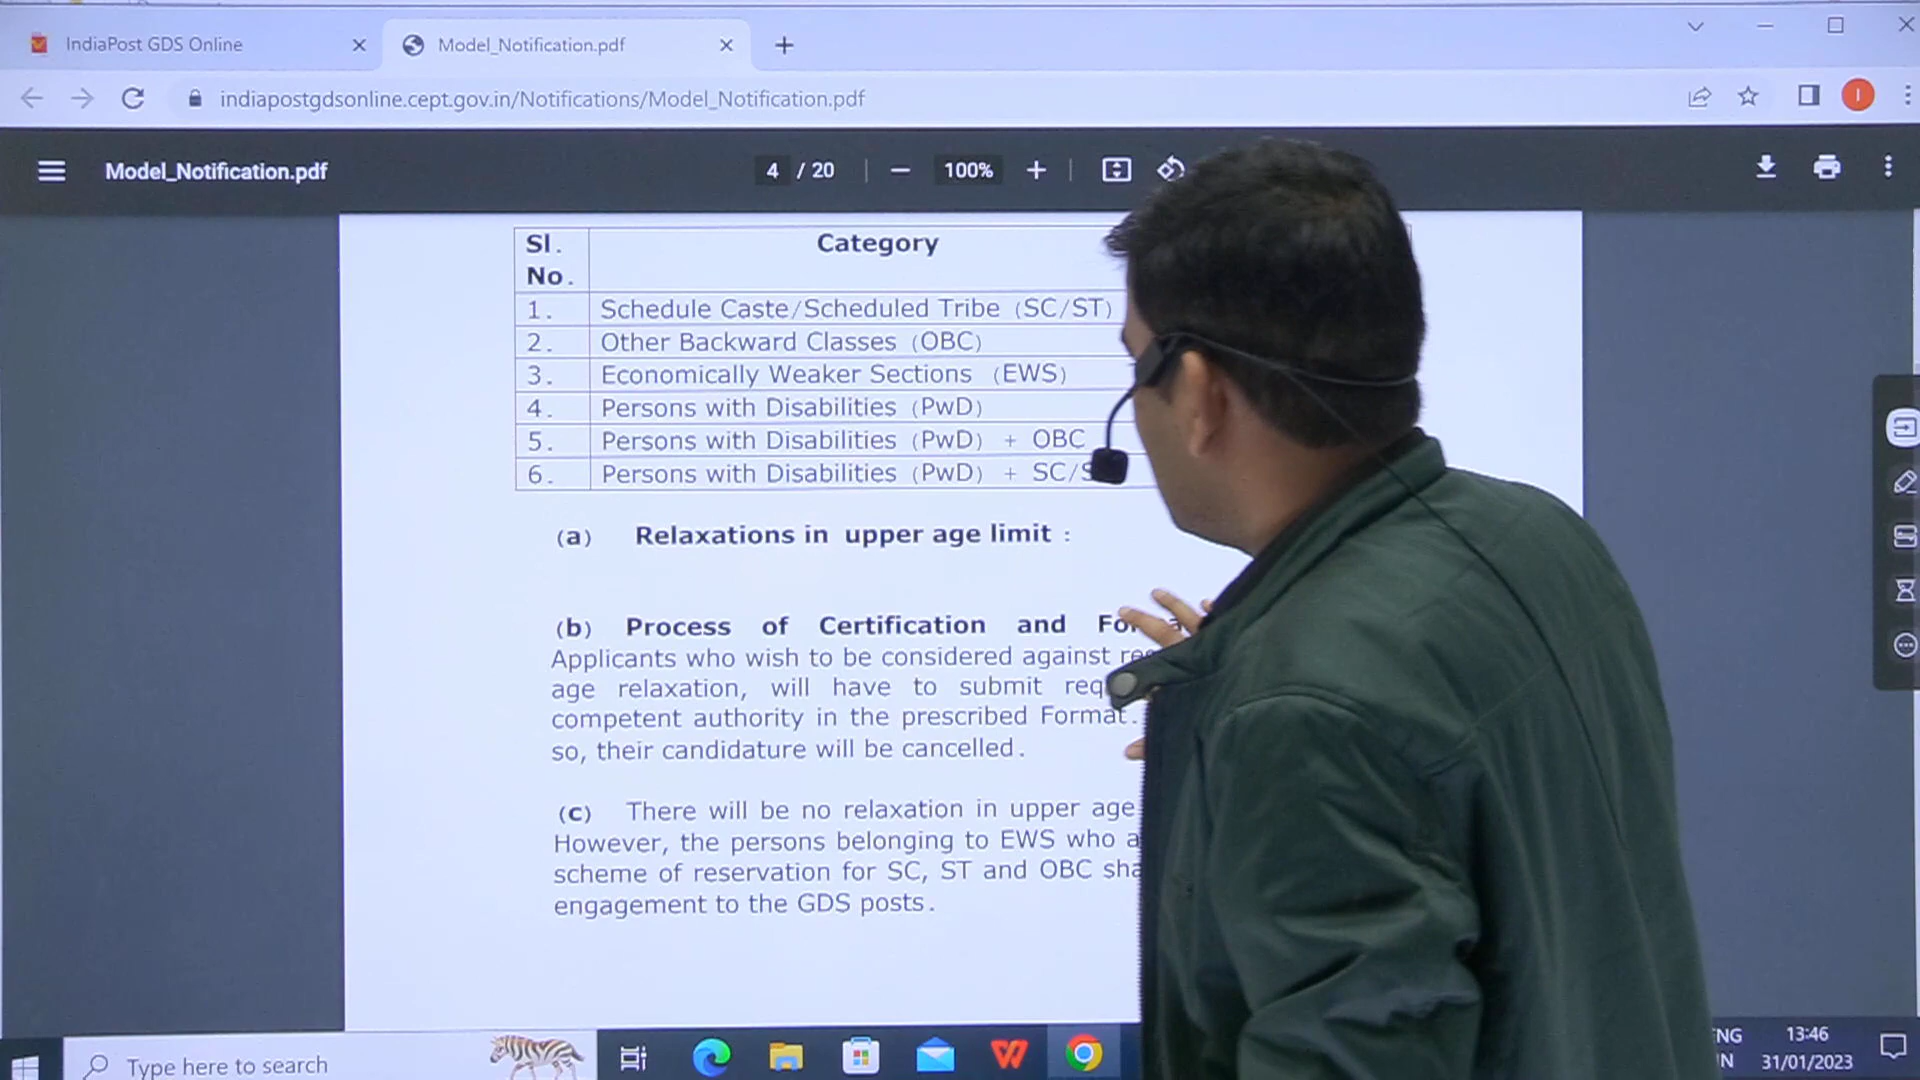 IndiaPost GDS Online
Model_Notification.pdf
indiapostgdsonline.cept.gov.in/Notifications/Model_Notification.pdf
I
Model_Notification.pdf
4 / 20
100%
Sl. No.
Category
1. Schedule Caste/Scheduled Tribe (SC/ST)
2. Other Backward Classes (OBC)
3. Economically Weaker Sections (EWS)
4. Persons with Disabilities (PwD)
5. Persons with Disabilities (PwD) + OBC
6. Persons with Disabilities (PwD) + SC/
(a) Relaxations in upper age limit :
(b) Process of Certification and
Applicants who wish to be considered against
age relaxation, will have to submit
competent authority in the prescribed Format.
so, their candidature will be cancelled.
(c) There will be no relaxation in upper age
However, the persons belonging to EWS who
scheme of reservation for SC, ST and OBC
engagement to the GDS posts.
Type here to search
13:46
31/01/2023